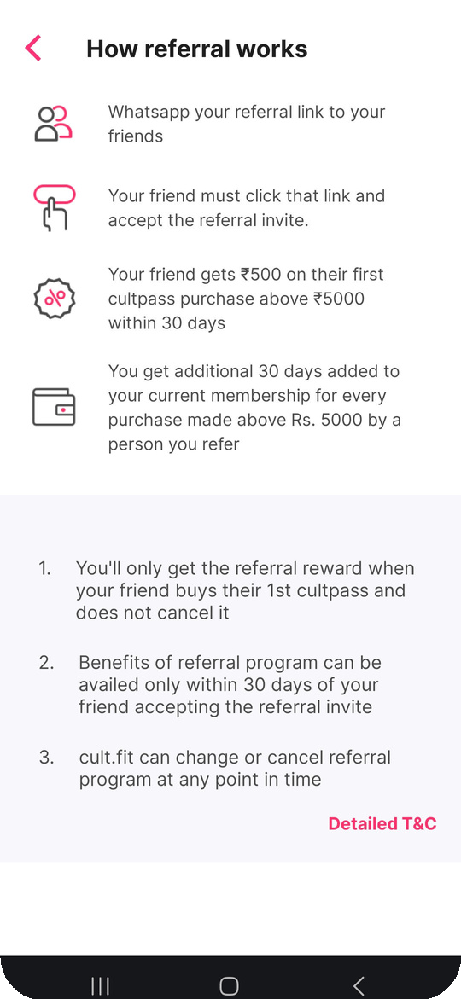 How referral works
Whatsapp your referral link to your
friends
Your friend must click that link and
accept the referral invite.
Your friend gets ₹500 on their first
cultpass purchase above ₹5000
within 30 days
You get additional 30 days added to
your current membership for every
purchase made above Rs. 5000 by a
person you refer
1. You'll only get the referral reward when
your friend buys their 1st cultpass and
does not cancel it
2. Benefits of referral program can be
availed only within 30 days of your
friend accepting the referral invite
3. cult.fit can change or cancel referral
program at any point in time
Detailed T&C